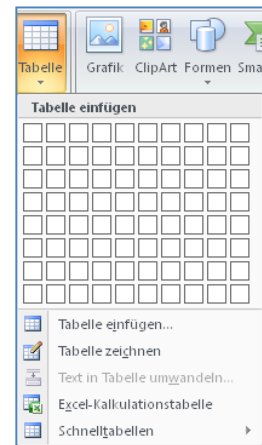 Tabelle Grafik ClipArt Formen Sma
Tabelle einfügen
Tabelle einfügen...
Tabelle zeichnen
Text in Tabelle umwandeln...
Excel-Kalkulationstabelle
Schnelltabellen